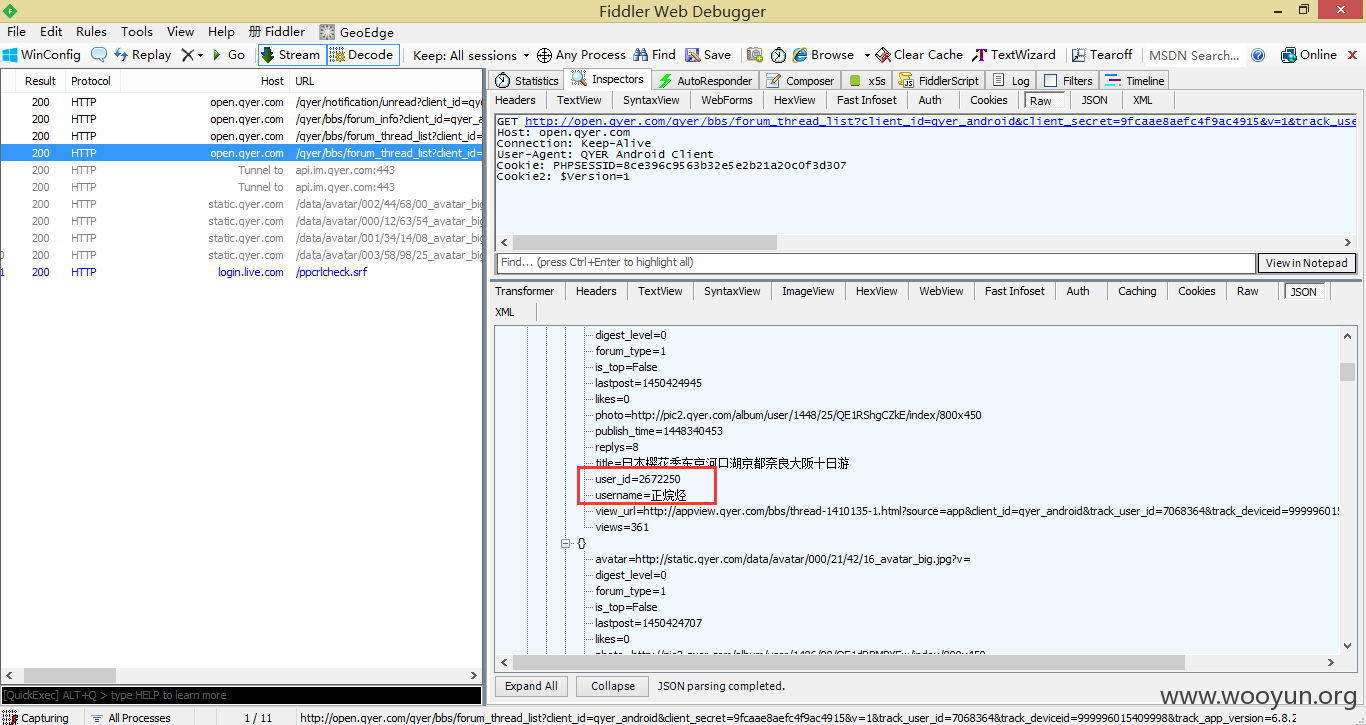 Fiddler Web Debugger
File Edit Rules Tools View Help Fiddler GeoEdge
WinConfig Replay Go Stream Decode Keep: All sessions Any Process Find Save Browse Clear Cache TextWizard Tearoff MSDN Search... Online
Result Protocol Host URL
200 HTTP open.qyer.com /qyer/notification/unread?client_id=qye
200 HTTP open.qyer.com /qyer/bbs/forum_info?client_id=qyer_a
200 HTTP open.qyer.com /qyer/bbs/forum_thread_list?client_id=
200 HTTP open.qyer.com /qyer/bbs/forum_thread_list?client_id=
200 HTTP Tunnel to api.im.qyer.com:443
200 HTTP Tunnel to api.im.qyer.com:443
200 HTTP static.qyer.com /data/avatar/002/44/68/00_avatar_big
200 HTTP static.qyer.com /data/avatar/000/12/63/54_avatar_big
200 HTTP static.qyer.com /data/avatar/001/34/14/08_avatar_big
0 200 HTTP static.qyer.com /data/avatar/003/58/98/25_avatar_big
1 200 HTTP login.live.com /ppcrlcheck.srf
Statistics Inspectors AutoResponder Composer x5s FiddlerScript Log Filters Timeline
Headers TextView SyntaxView WebForms HexView Fast Infoset Auth Cookies Raw JSON XML
GET http://open.qyer.com/qyer/bbs/forum_thread_list?client_id=qyer_android&client_secret=9fcaae8aefc4f9ac4915&v=1&track_use
Host: open.qyer.com
Connection: Keep-Alive
User-Agent: QYER Android Client
Cookie: PHPSESSID=8ce396c9563b32e5e2b21a20c0f3d307
Cookie2: $Version=1
Find... (press Ctrl+Enter to highlight all) View in Notepad
Transformer Headers TextView SyntaxView ImageView HexView WebView Fast Infoset Auth Caching Cookies Raw JSON
XML
digest_level=0
forum_type=1
is_top=False
lastpost=1450424945
likes=0
photo=http://pic2.qyer.com/album/user/1448/25/QE1RShgCZkE/index/800x450
publish_time=1448340453
replys=8
title=日本樱花季东京河口湖京都奈良大阪十日游
user_id=2672250
username=正烷烃
view_url=http://appview.qyer.com/bbs/thread-1410135-1.html?source=app&client_id=qyer_android&track_user_id=7068364&track_deviceid=99999601
views=361
{}
avatar=http://static.qyer.com/data/avatar/000/21/42/16_avatar_big.jpg?v=
digest_level=0
forum_type=1
is_top=False
lastpost=1450424707
likes=0
Expand All Collapse JSON parsing completed.
[QuickExec] ALT+Q > type HELP to learn more
www.wooyun.org
Capturing All Processes 1 / 11 http://open.qyer.com/qyer/bbs/forum_thread_list?client_id=qyer_android&client_secret=9fcaae8aefc4f9ac4915&v=1&track_user_id=7068364&track_deviceid=999996015409998&track_app_version=6.8.2